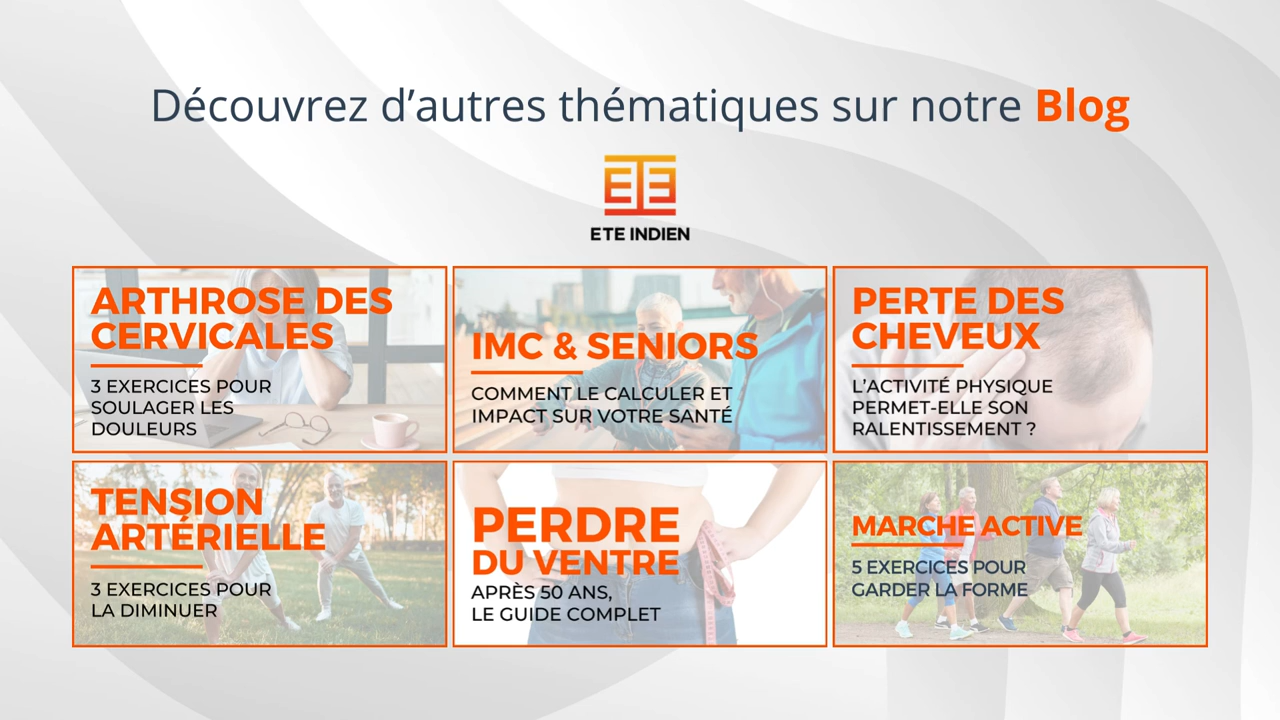 Découvrez d’autres thématiques sur notre Blog
ETE
ETE INDIEN
ARTHROSE DES
CERVICALES
3 EXERCICES POUR
SOULAGER LES
DOULEURS
IMC & SENIORS
COMMENT LE CALCULER ET
IMPACT SUR VOTRE SANTÉ
PERTE DES
CHEVEUX
L’ACTIVITÉ PHYSIQUE
PERMET-ELLE SON
RALENTISSEMENT ?
TENSION
ARTÉRIELLE
3 EXERCICES POUR
LA DIMINUER
PERDRE
DU VENTRE
APRÈS 50 ANS,
LE GUIDE COMPLET
MARCHE ACTIVE
5 EXERCICES POUR
GARDER LA FORME